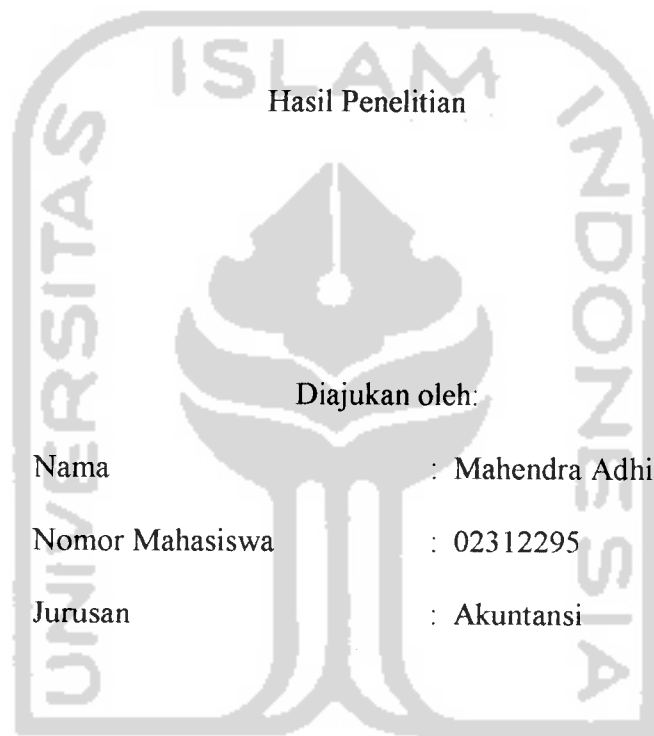 ISLAM
UNIVERSITAS
INDONESIA
Hasil Penelitian
Diajukan oleh:
Nama : Mahendra Adhi
Nomor Mahasiswa : 02312295
Jurusan : Akuntansi